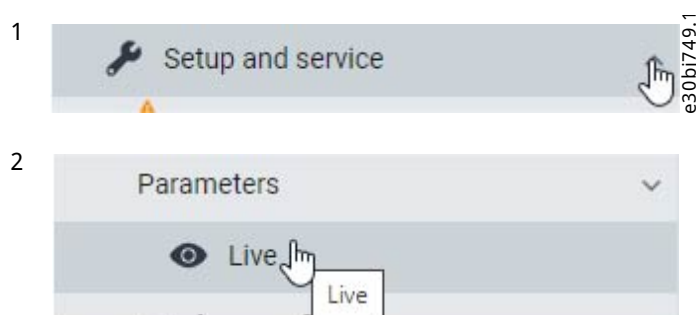 1
Setup and service
e30bi749.1
2
Parameters
Live
Live